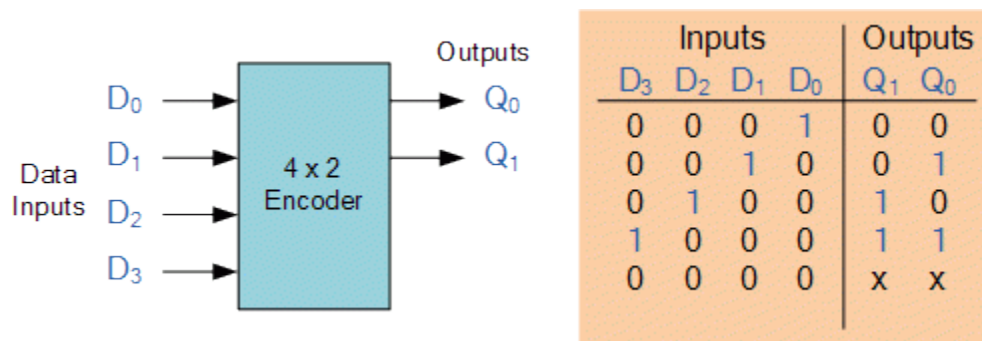 Outputs
Data
Inputs
D₀
D₁
D₂
D₃
4 x 2
Encoder
Q₀
Q₁
Inputs Outputs
D₃ D₂ D₁ D₀ Q₁ Q₀
0 0 0 1 0 0
0 0 1 0 0 1
0 1 0 0 1 0
1 0 0 0 1 1
0 0 0 0 x x